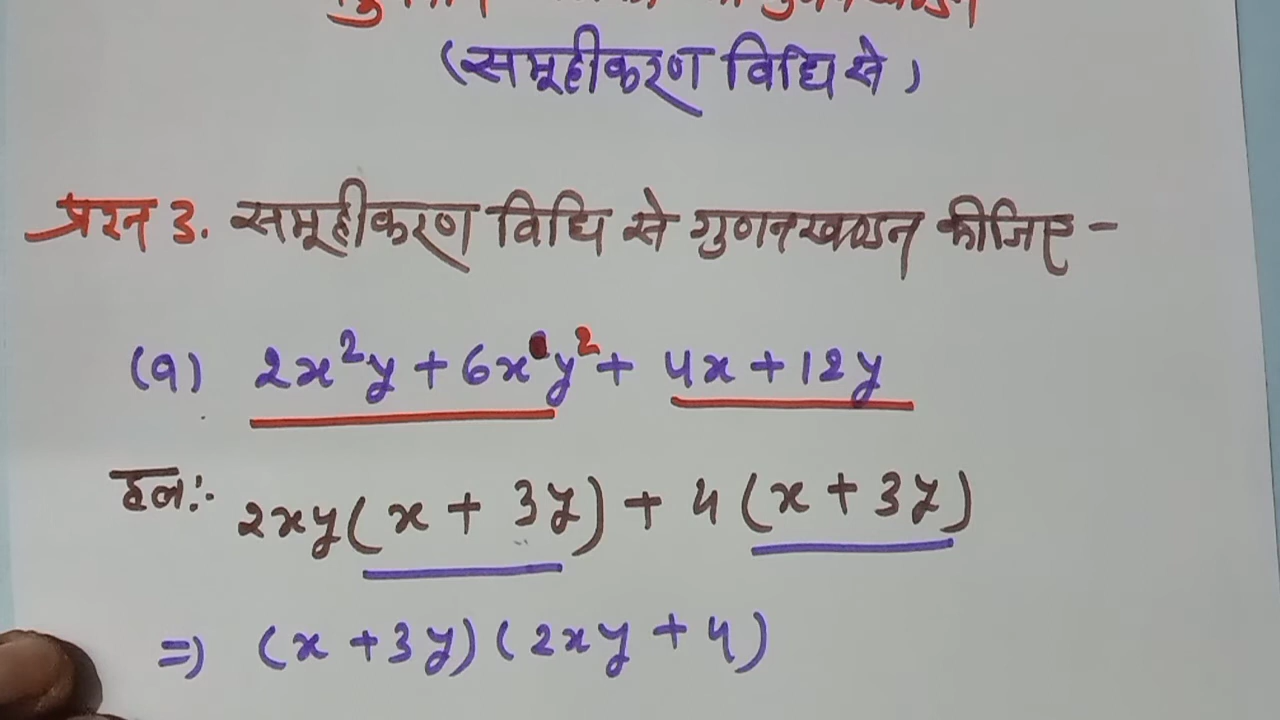 (समूहीकरण विधि से)
प्रश्न 3. समूहीकरण विधि से गुणनखण्डन कीजिए -
(a) 2x²y + 6xy² + 4x + 12y
हल:- 2xy(x + 3y) + 4(x + 3y)
=) (x + 3y)(2xy + 4)